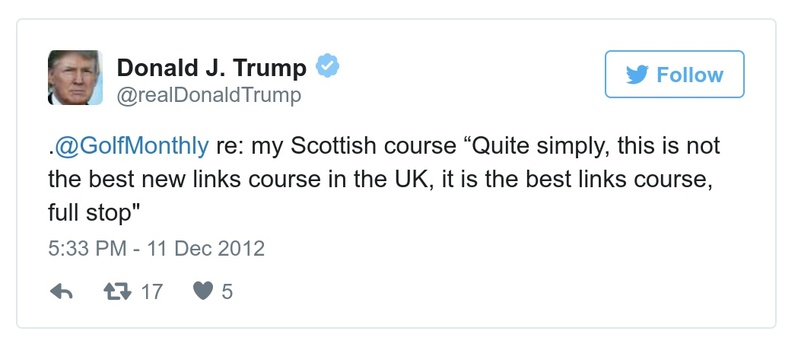 Donald J. Trump
@realDonaldTrump
Follow
.@GolfMonthly re: my Scottish course “Quite simply, this is not
the best new links course in the UK, it is the best links course,
full stop"
5:33 PM - 11 Dec 2012
17 5